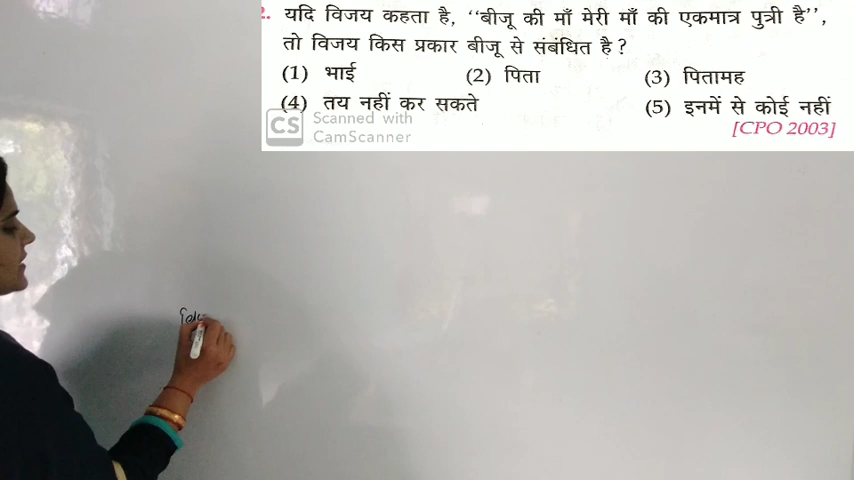 2. यदि विजय कहता है, ‘‘बीजू की माँ मेरी माँ की एकमात्र पुत्री है’’,
तो विजय किस प्रकार बीजू से संबंधित है ?
(1) भाई (2) पिता (3) पितामह
(4) तय नहीं कर सकते (5) इनमें से कोई नहीं
[CPO 2003]
CS Scanned with
CamScanner